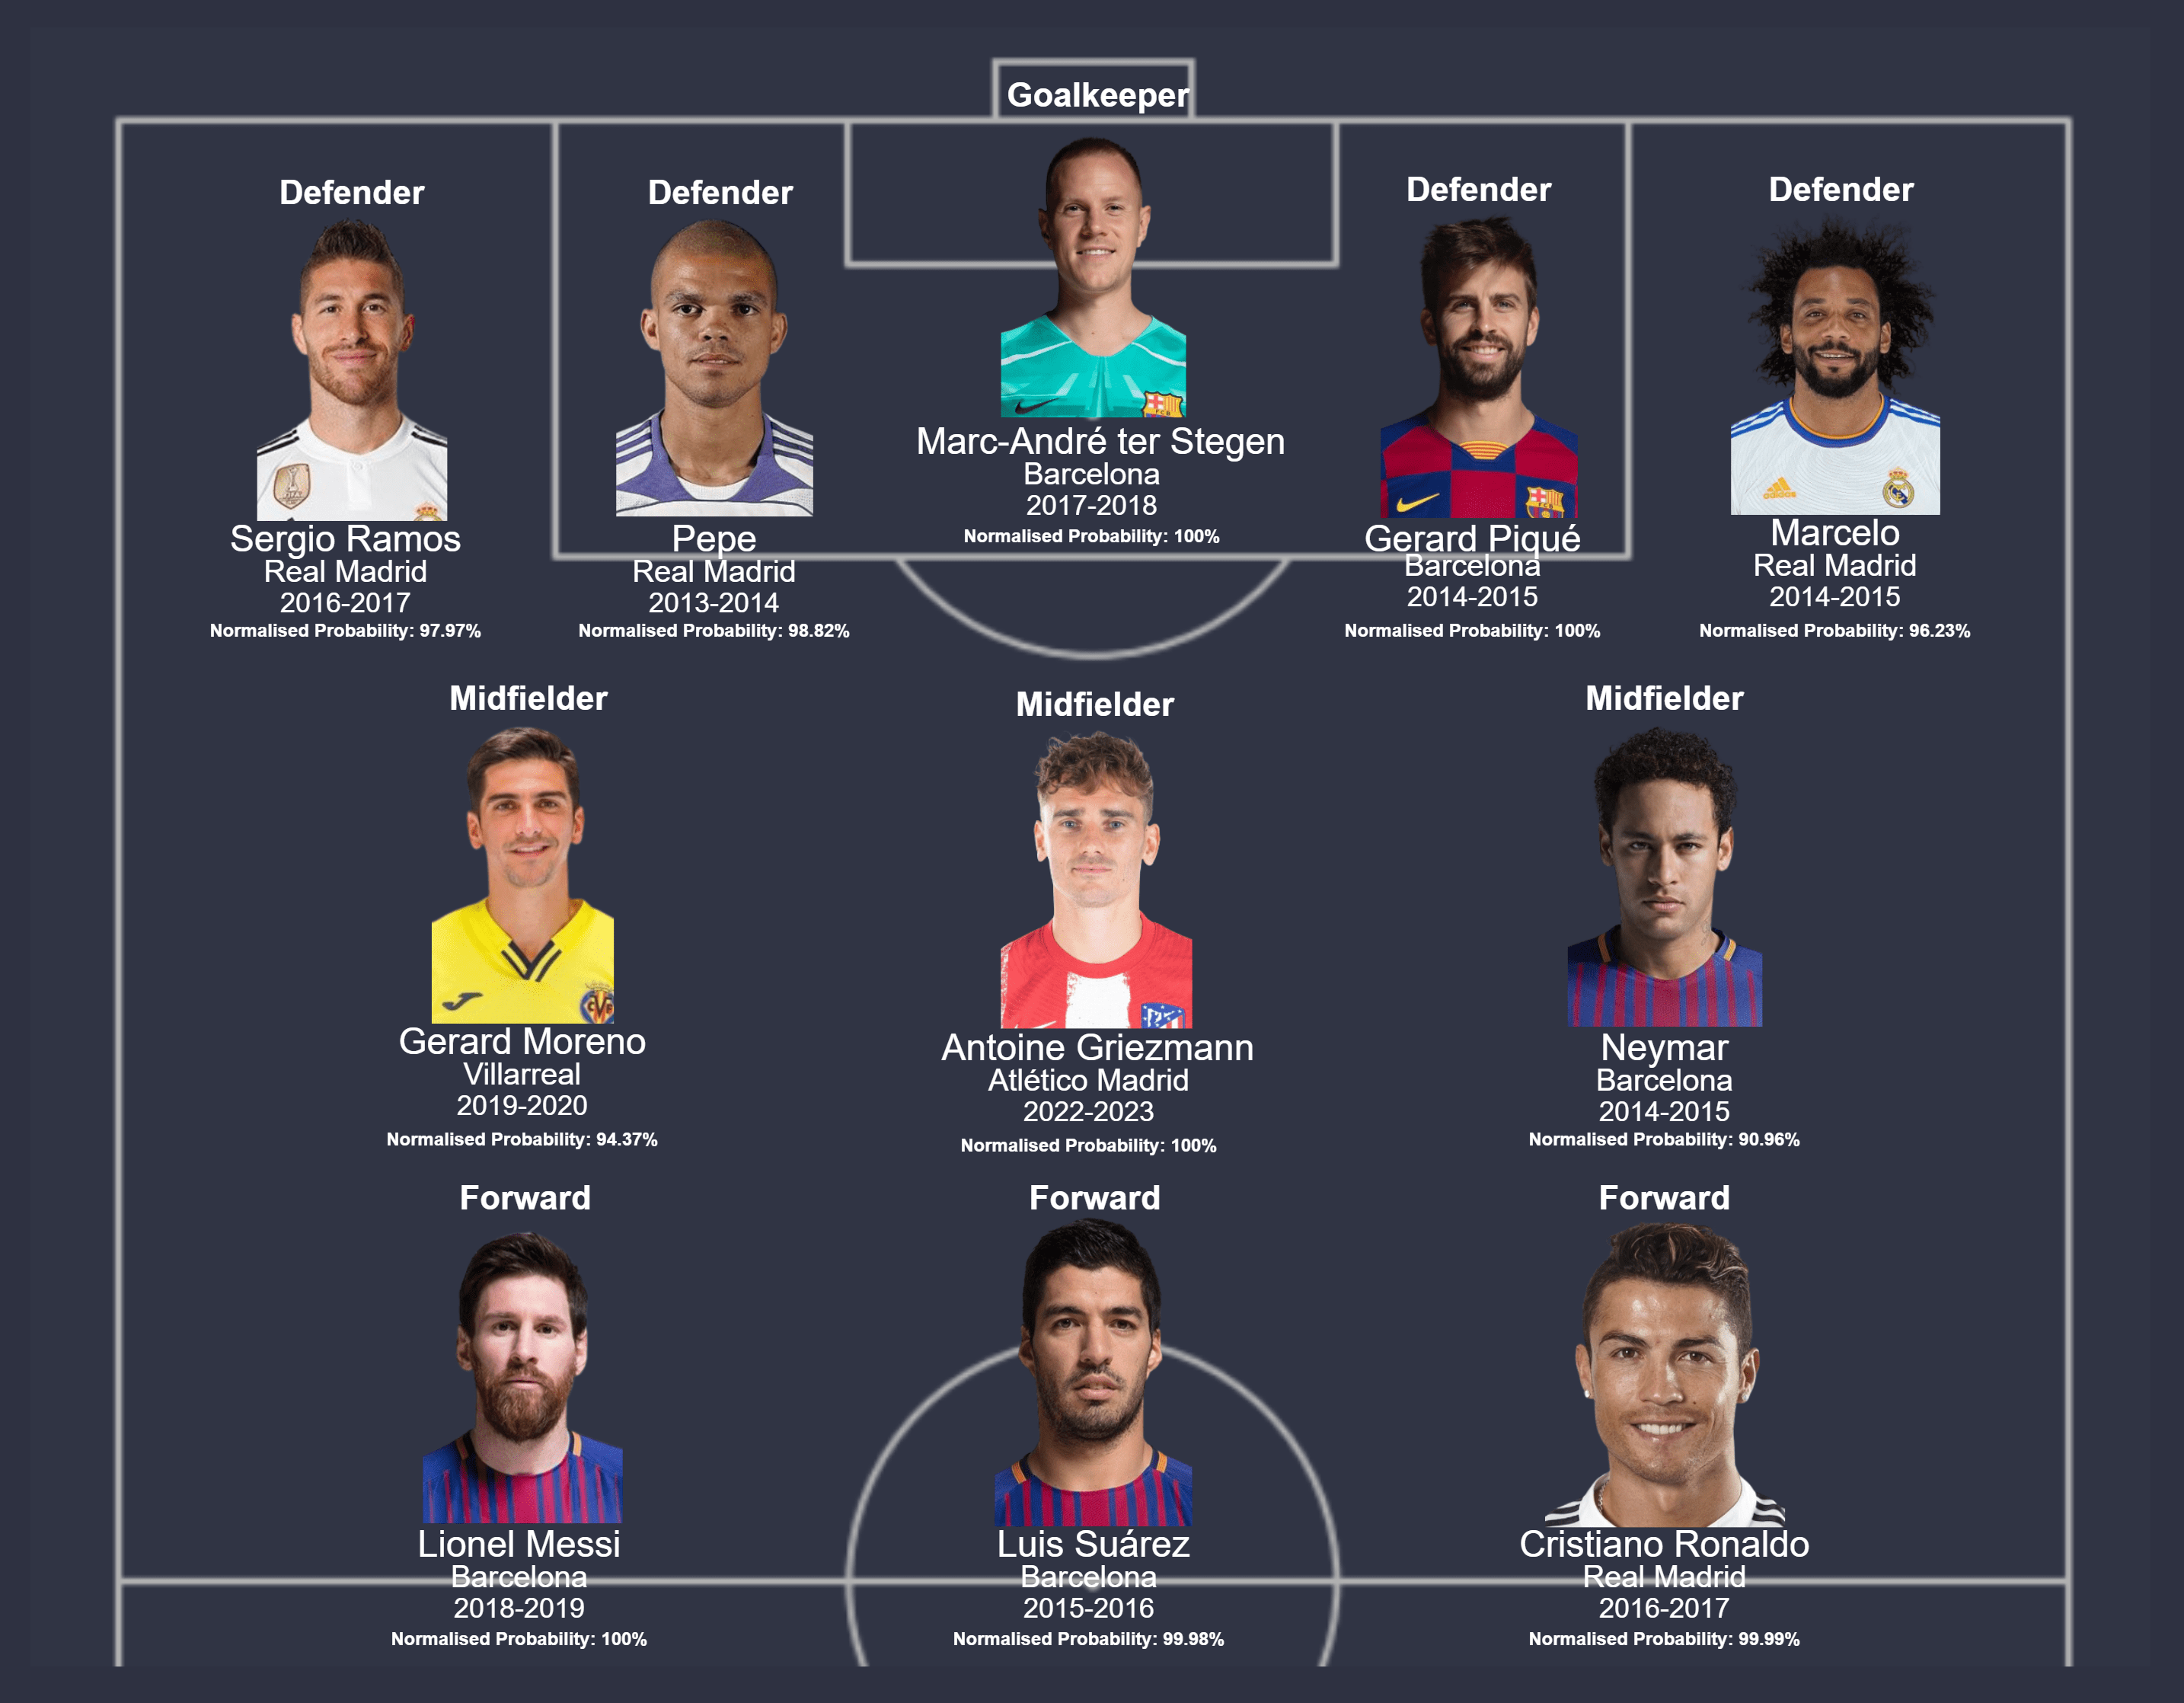 Goalkeeper
Marc-André ter Stegen
Barcelona
2017-2018
Normalised Probability: 100%
Defender
Sergio Ramos
Real Madrid
2016-2017
Normalised Probability: 97.97%
Defender
Pepe
Real Madrid
2013-2014
Normalised Probability: 98.82%
Defender
Gerard Piqué
Barcelona
2014-2015
Normalised Probability: 100%
Defender
adidas
Marcelo
Real Madrid
2014-2015
Normalised Probability: 96.23%
Midfielder
Gerard Moreno
Villarreal
2019-2020
Normalised Probability: 94.37%
Midfielder
Antoine Griezmann
Atlético Madrid
2022-2023
Normalised Probability: 100%
Midfielder
Neymar
Barcelona
2014-2015
Normalised Probability: 90.96%
Forward
Lionel Messi
Barcelona
2018-2019
Normalised Probability: 100%
Forward
Luis Suárez
Barcelona
2015-2016
Normalised Probability: 99.98%
Forward
Cristiano Ronaldo
Real Madrid
2016-2017
Normalised Probability: 99.99%